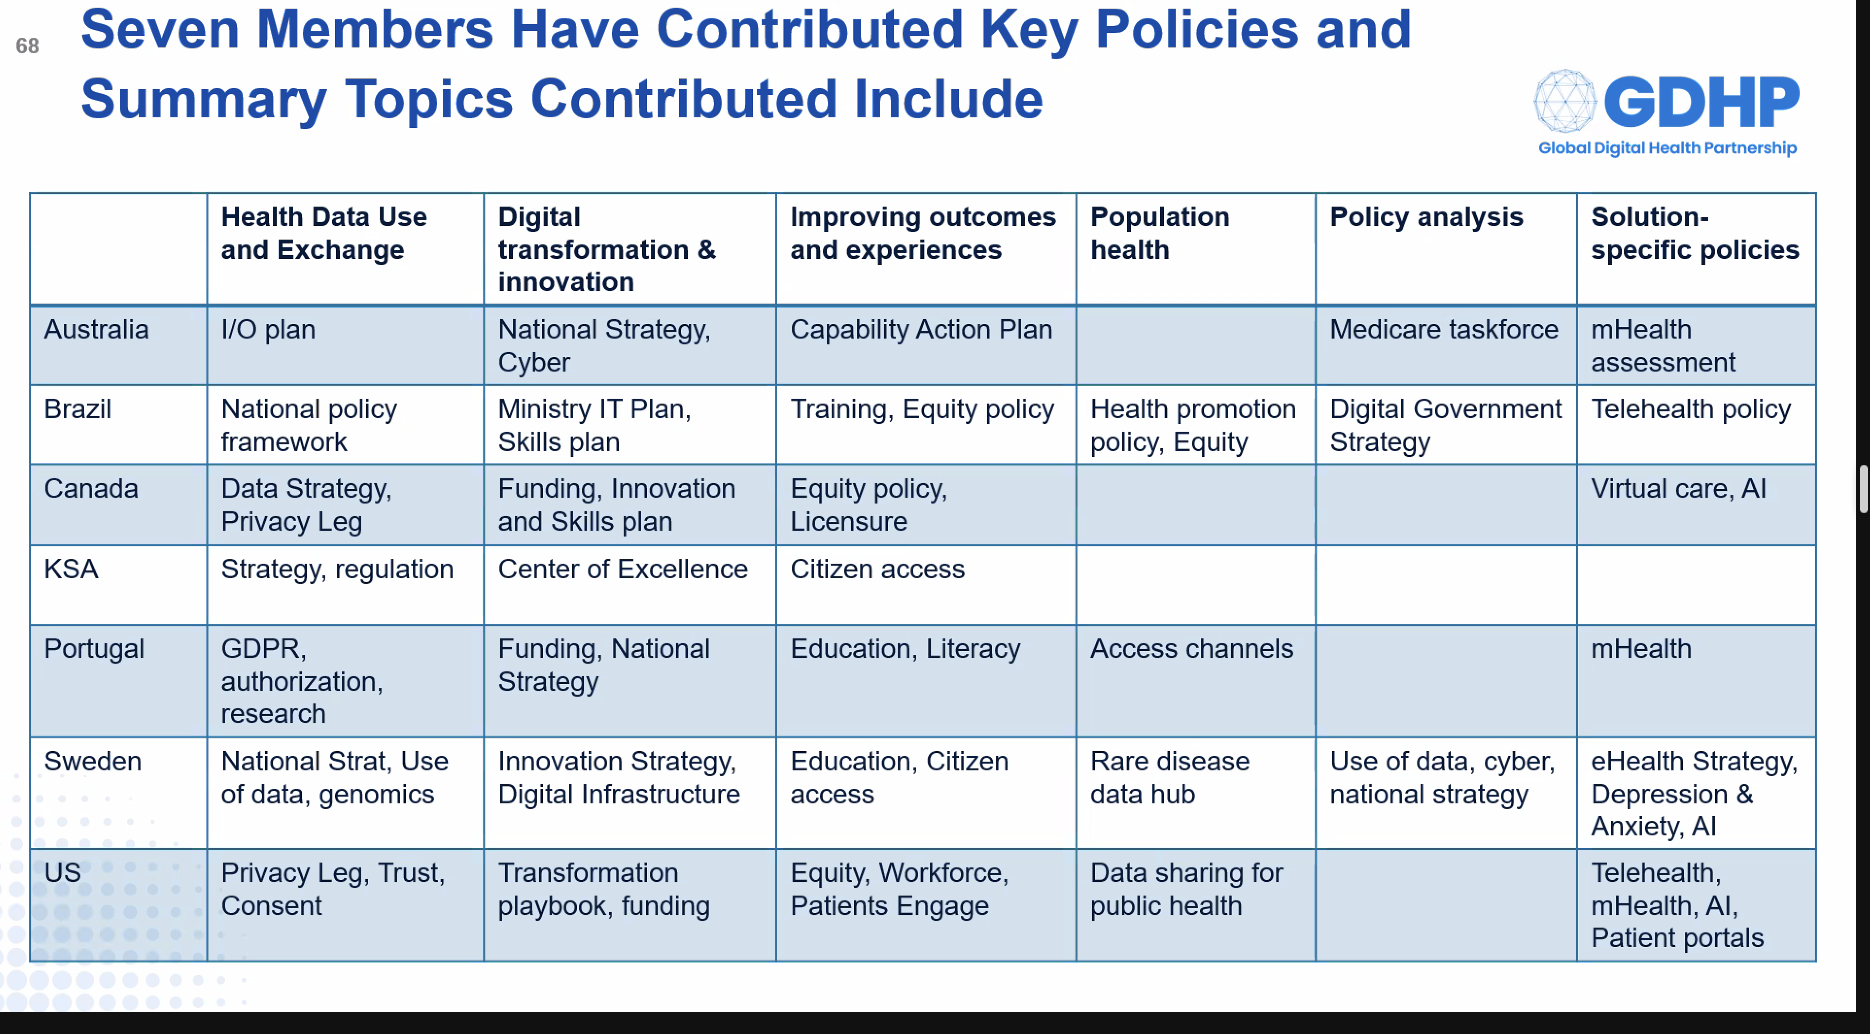 68
Seven Members Have Contributed Key Policies and
Summary Topics Contributed Include
GDHP
Global Digital Health Partnership
Health Data Use
and Exchange
Digital
transformation &
innovation
Improving outcomes
and experiences
Population
health
Policy analysis
Solution-
specific policies
Australia
I/O plan
National Strategy,
Cyber
Capability Action Plan
Medicare taskforce
mHealth
assessment
Brazil
National policy
framework
Ministry IT Plan,
Skills plan
Training, Equity policy
Health promotion
policy, Equity
Digital Government
Strategy
Telehealth policy
Canada
Data Strategy,
Privacy Leg
Funding, Innovation
and Skills plan
Equity policy,
Licensure
Virtual care, AI
KSA
Strategy, regulation
Center of Excellence
Citizen access
Portugal
GDPR,
authorization,
research
Funding, National
Strategy
Education, Literacy
Access channels
mHealth
Sweden
National Strat, Use
of data, genomics
Innovation Strategy,
Digital Infrastructure
Education, Citizen
access
Rare disease
data hub
Use of data, cyber,
national strategy
eHealth Strategy,
Depression &
Anxiety, AI
US
Privacy Leg, Trust,
Consent
Transformation
playbook, funding
Equity, Workforce,
Patients Engage
Data sharing for
public health
Telehealth,
mHealth, AI,
Patient portals